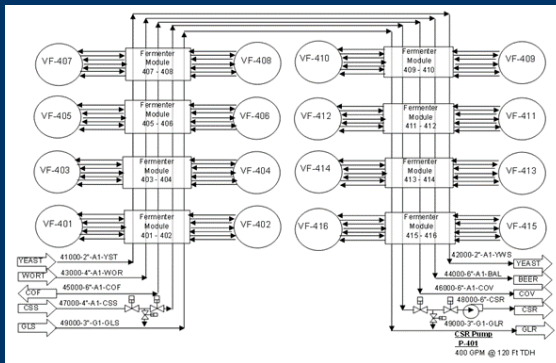 VF-407
Fermenter
Module
407 - 408
VF-408
VF-410
Fermenter
Module
409 - 410
VF-409
VF-405
Fermenter
Module
405 - 406
VF-406
VF-412
Fermenter
Module
411 - 412
VF-411
VF-403
Fermenter
Module
403 - 404
VF-404
VF-414
Fermenter
Module
413 - 414
VF-413
VF-401
Fermenter
Module
401 - 402
VF-402
VF-416
Fermenter
Module
415 - 416
VF-415
YEAST 41000-2"-A1-YST
WORT 43000-4"-A1-WOR
COF 45000-6"-A1-COF
CSS 47000-4"-A1-CSS
GLS 49000-3"-G1-GLS
42000-2"-A1-YWS YEAST
44000-6"-A1-BAL BEER
46000-6"-A1-COV COV
48000-6"-CSR CSR
49000-3"-G1-GLR GLR
CSR Pump
P-401
400 GPM @ 120 Ft TDH